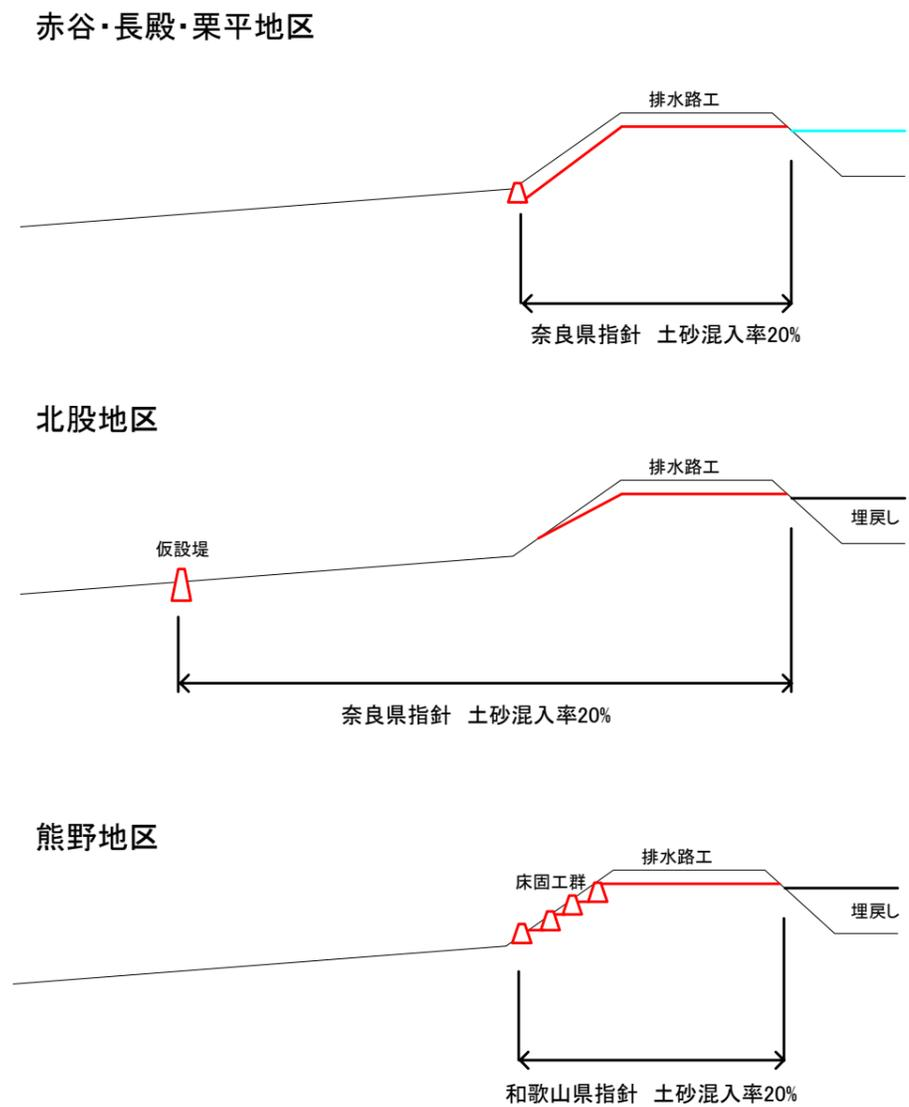 赤谷・長殿・栗平地区
排水路工
奈良県指針　土砂混入率20%
北股地区
排水路工
埋戻し
仮設堤
奈良県指針　土砂混入率20%
熊野地区
排水路工
床固工群
埋戻し
和歌山県指針　土砂混入率20%